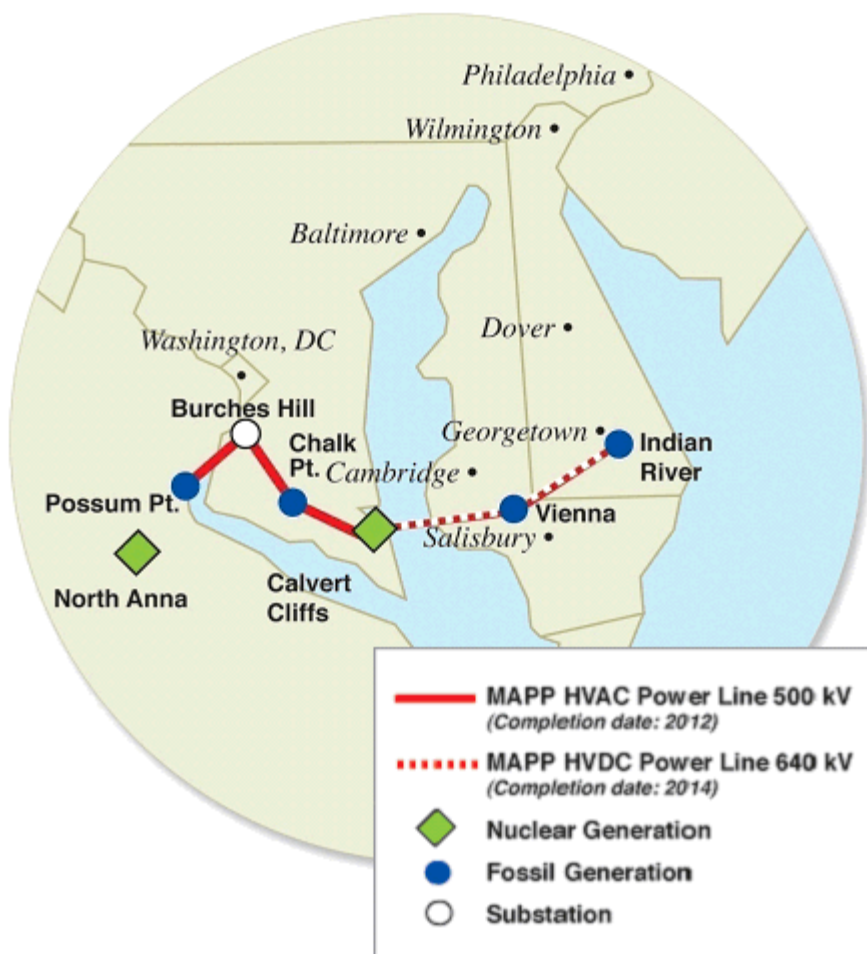 Philadelphia
Wilmington
Baltimore
Dover
Washington, DC
Burches Hill
Chalk
Pt.
Georgetown
Indian
River
Cambridge
Possum Pt.
Vienna
Salisbury
North Anna
Calvert
Cliffs
MAPP HVAC Power Line 500 kV
(Completion date: 2012)
MAPP HVDC Power Line 640 kV
(Completion date: 2014)
Nuclear Generation
Fossil Generation
Substation